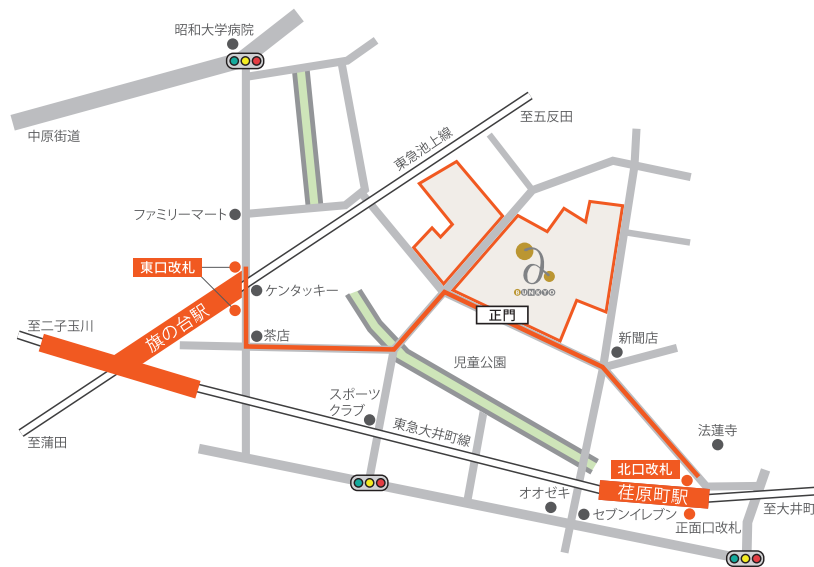 昭和大学病院
中原街道
至五反田
東急池上線
ファミリーマート
東口改札
ケンタッキー
旗の台駅
BUNKYO
正門
至二子玉川
茶店
新聞店
児童公園
スポーツ
クラブ
東急大井町線
至蒲田
法蓮寺
北口改札
荏原町駅
オオゼキ
セブンイレブン
正面口改札
至大井町